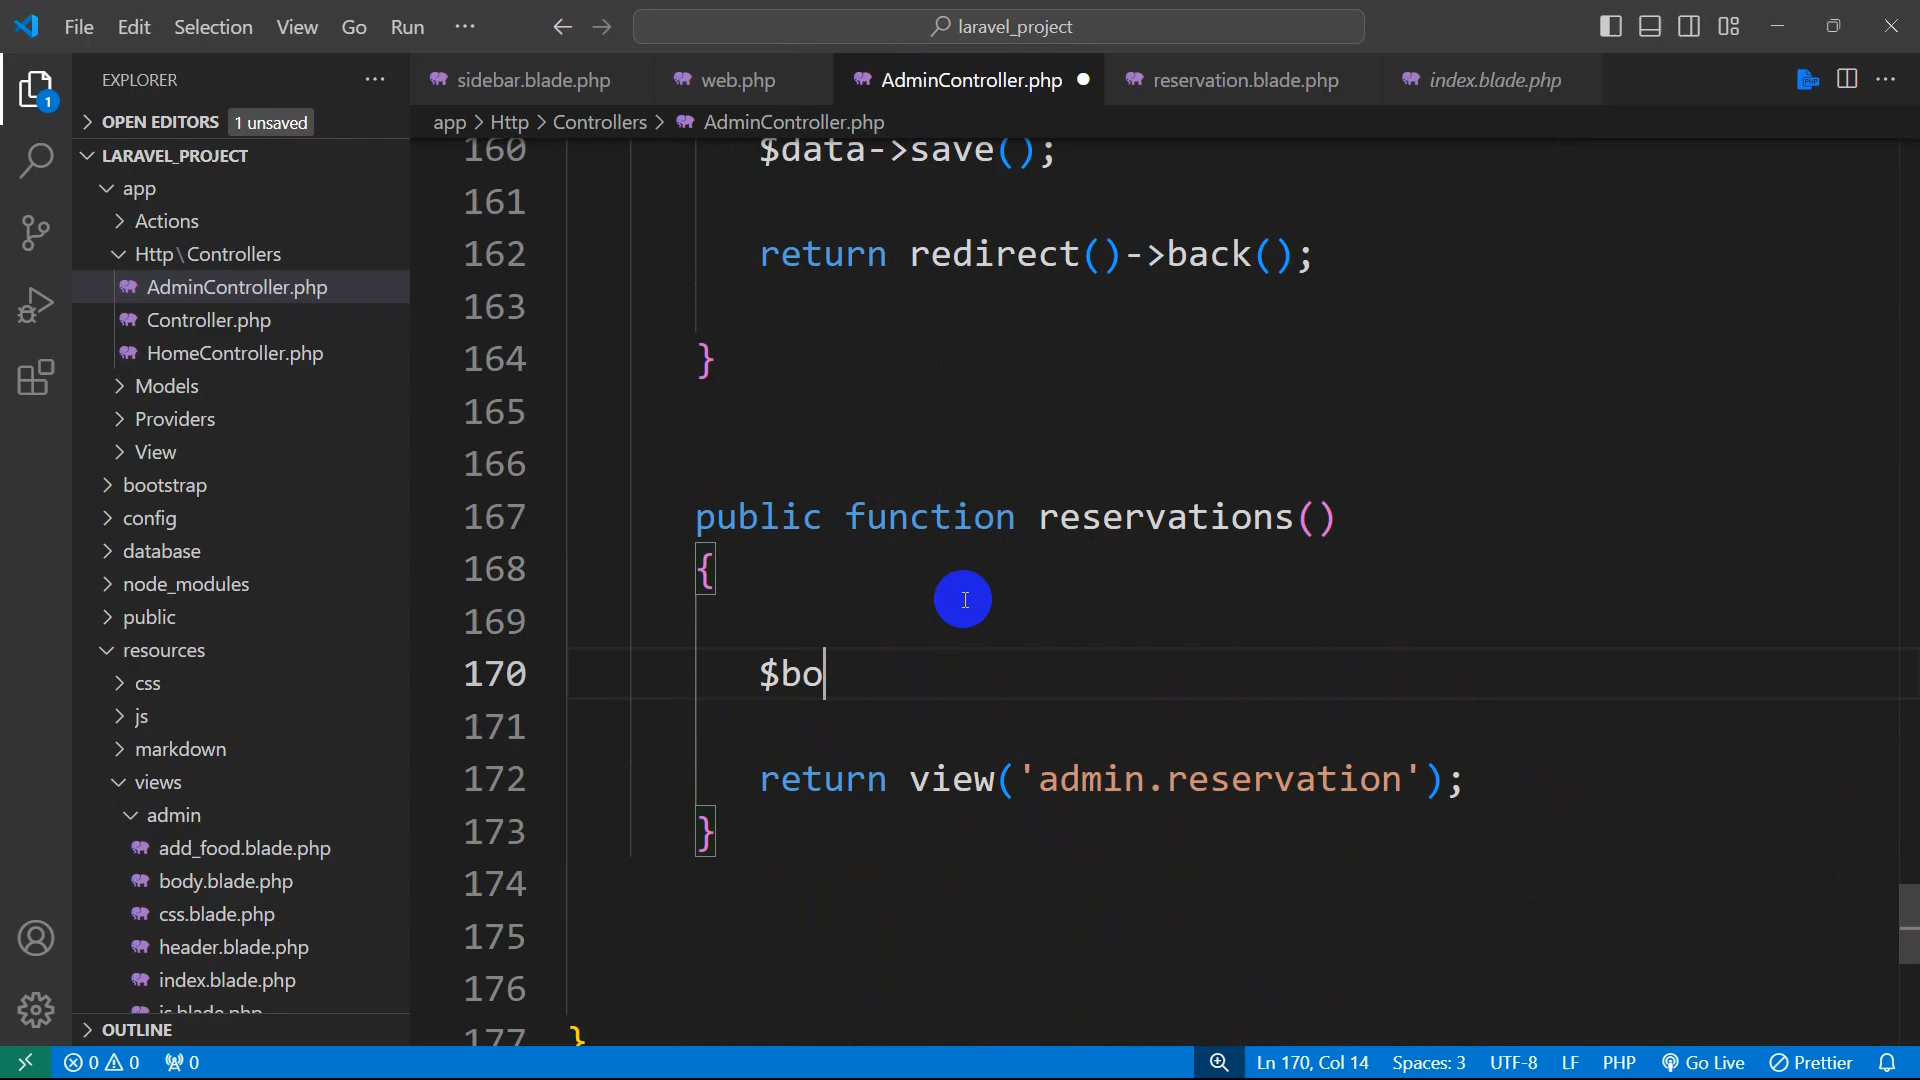 File Edit Selection View Go Run ··· laravel_project
EXPLORER ···
1
OPEN EDITORS 1 unsaved
LARAVEL_PROJECT
app
Actions
Http\Controllers
AdminController.php
Controller.php
HomeController.php
Models
Providers
View
bootstrap
config
database
node_modules
public
resources
css
js
markdown
views
admin
add_food.blade.php
body.blade.php
css.blade.php
header.blade.php
index.blade.php
js.blade.php
OUTLINE
sidebar.blade.php web.php AdminController.php reservation.blade.php index.blade.php ···
app > Http > Controllers > AdminController.php
160 $data->save();
161
162 return redirect()->back();
163
164 }
165
166
167 public function reservations()
168 {
169
170 $bo
171
172 return view('admin.reservation');
173 }
174
175
176
177 }
0 0 0 Ln 170, Col 14 Spaces: 3 UTF-8 LF PHP Go Live Prettier